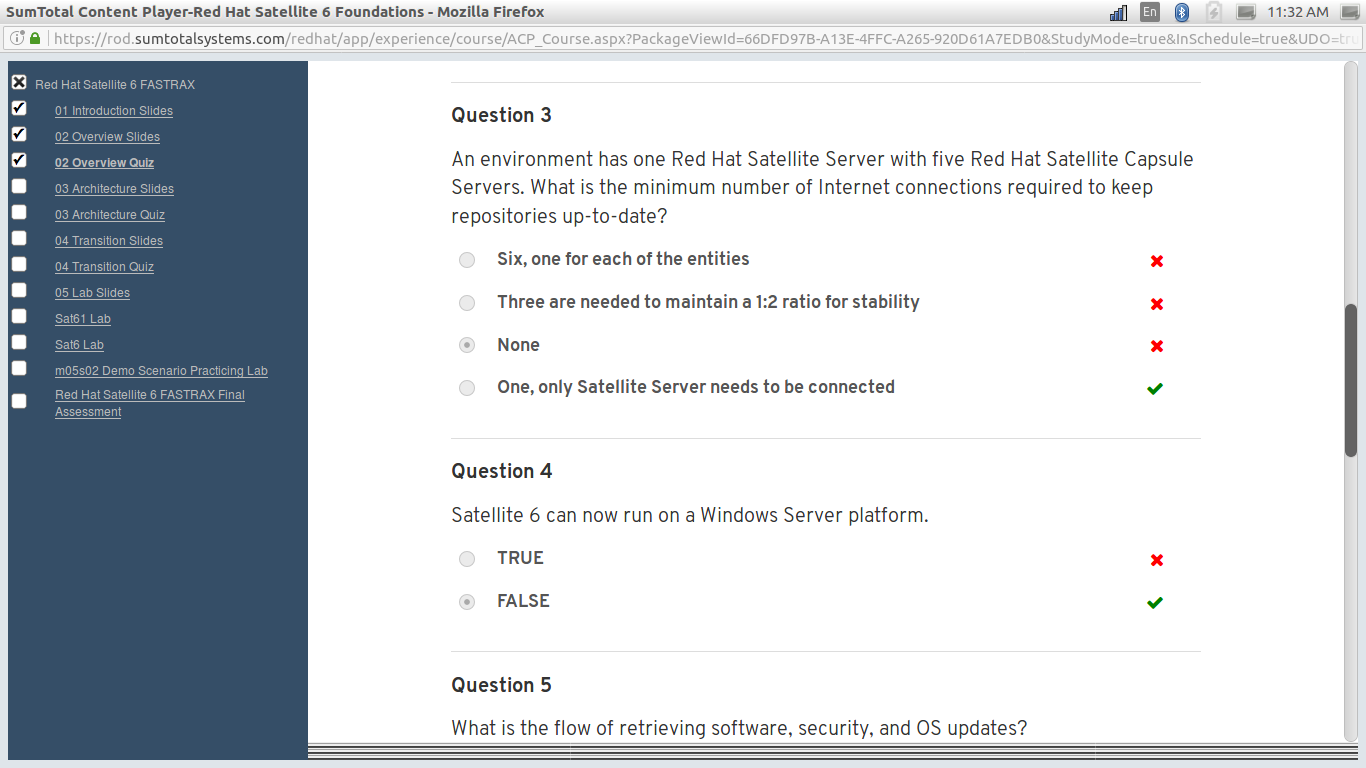 SumTotal Content Player-Red Hat Satellite 6 Foundations - Mozilla Firefox
En
11:32 AM
https://rod.sumtotalsystems.com/redhat/app/experience/course/ACP_Course.aspx?PackageViewId=66DFD97B-A13E-4FFC-A265-920D61A7EDB0&StudyMode=true&InSchedule=true&UDO=tru
Red Hat Satellite 6 FASTRAX
01 Introduction Slides
02 Overview Slides
02 Overview Quiz
03 Architecture Slides
03 Architecture Quiz
04 Transition Slides
04 Transition Quiz
05 Lab Slides
Sat61 Lab
Sat6 Lab
m05s02 Demo Scenario Practicing Lab
Red Hat Satellite 6 FASTRAX Final
Assessment
Question 3
An environment has one Red Hat Satellite Server with five Red Hat Satellite Capsule
Servers. What is the minimum number of Internet connections required to keep
repositories up-to-date?
Six, one for each of the entities
Three are needed to maintain a 1:2 ratio for stability
None
One, only Satellite Server needs to be connected
Question 4
Satellite 6 can now run on a Windows Server platform.
TRUE
FALSE
Question 5
What is the flow of retrieving software, security, and OS updates?